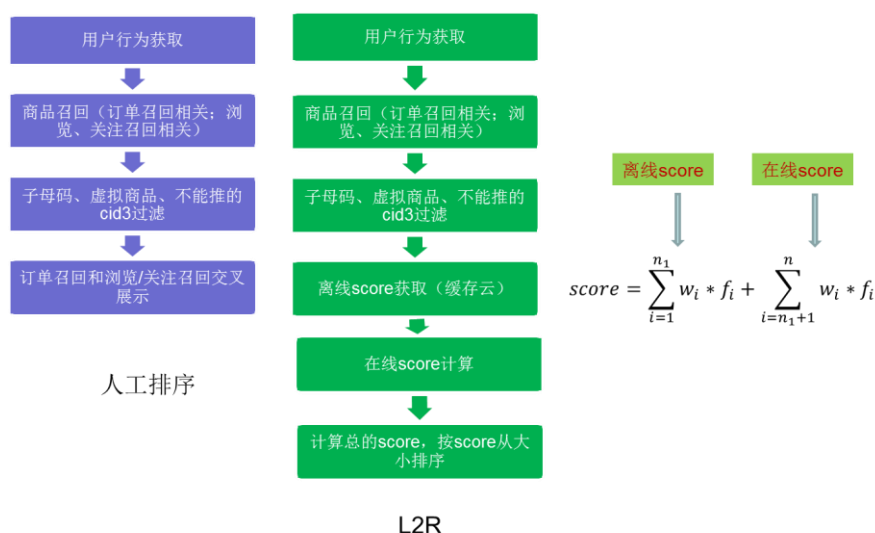 用户行为获取
商品召回（订单召回相关；浏
览、关注召回相关）
子母码、虚拟商品、不能推的
cid3过滤
订单召回和浏览/关注召回交叉
展示
人工排序
用户行为获取
商品召回（订单召回相关；浏
览、关注召回相关）
子母码、虚拟商品、不能推的
cid3过滤
离线score获取（缓存云）
在线score计算
计算总的score，按score从大
小排序
L2R
离线score
在线score
score = \sum_{i=1}^{n_1} w_i * f_i + \sum_{i=n_1+1}^{n} w_i * f_i